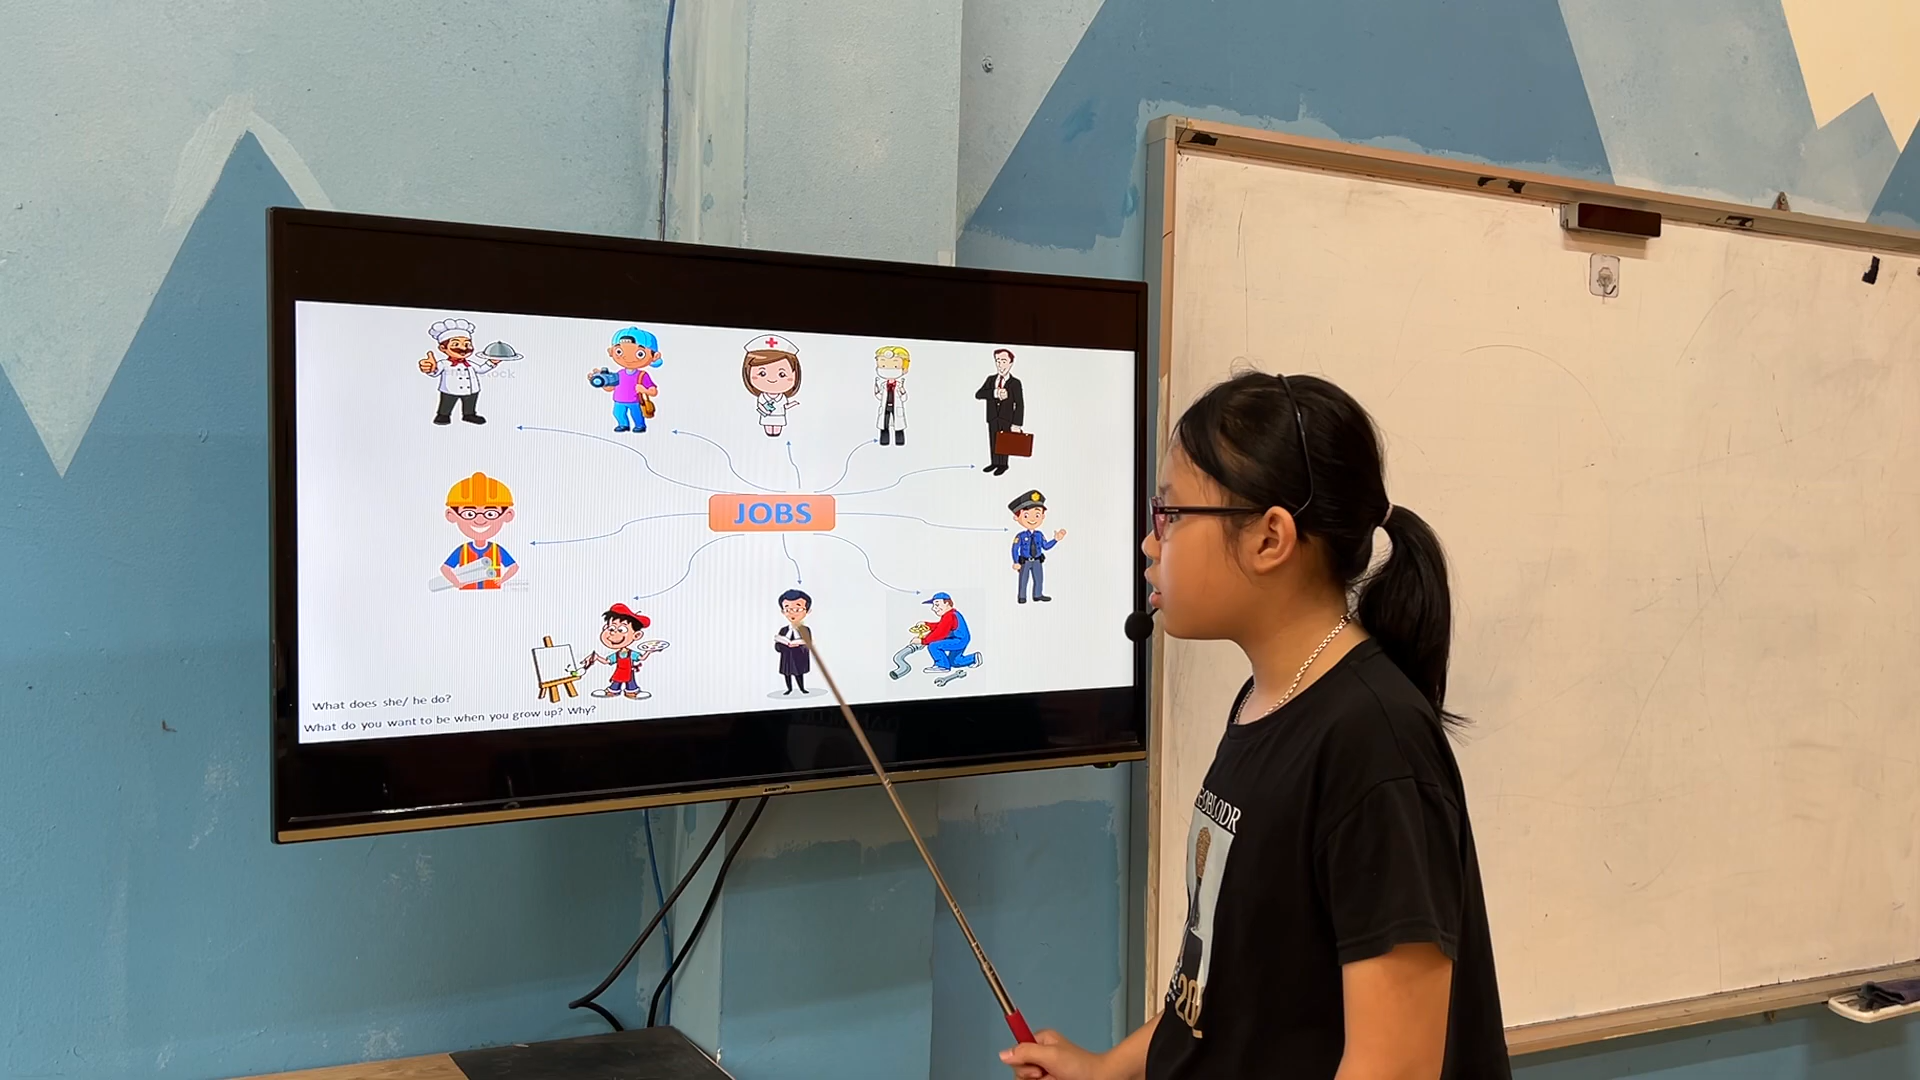 JOBS
What does she/ he do?
What do you want to be when you grow up? Why?